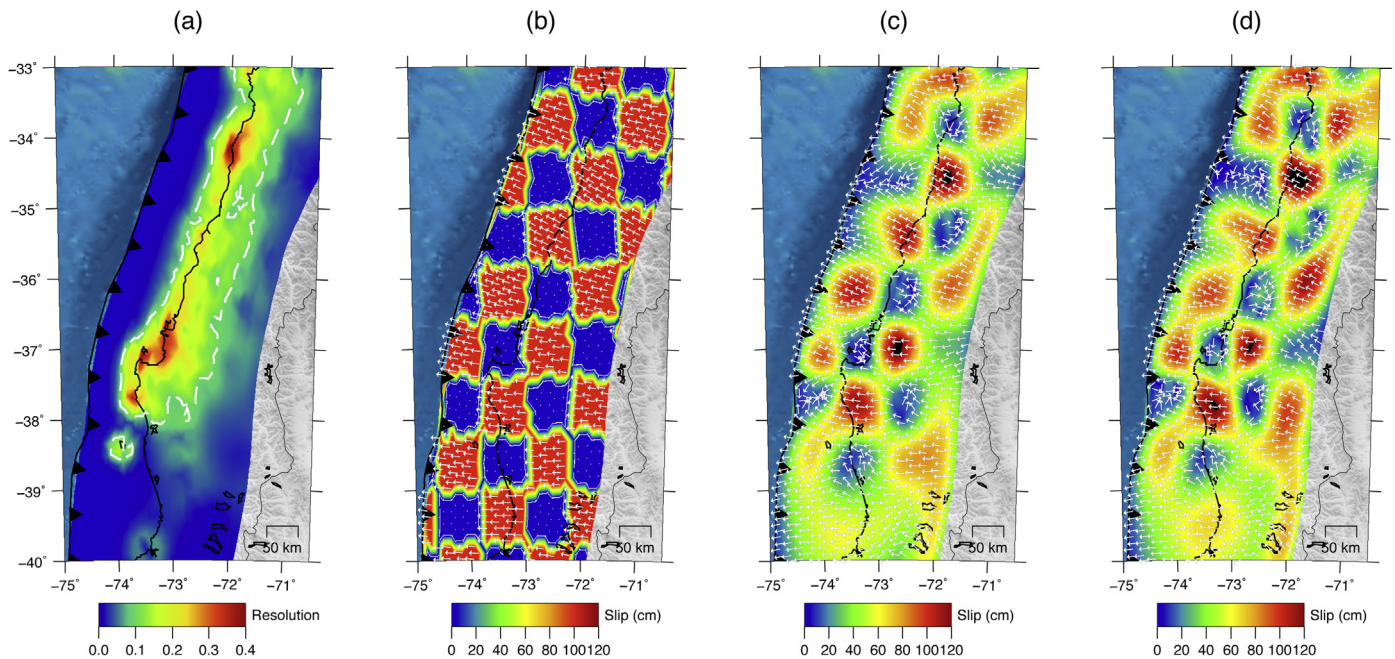 (a) (b) (c) (d)
−33°
−34°
−35°
−36°
−37°
−38°
−39°
−40°
50 km 50 km 50 km 50 km
−75° −74° −73° −72° −71° −75° −74° −73° −72° −71° −75° −74° −73° −72° −71° −75° −74° −73° −72° −71°
Resolution Slip (cm) Slip (cm) Slip (cm)
0.0 0.1 0.2 0.3 0.4 0 20 40 60 80 100 120 0 20 40 60 80 100 120 0 20 40 60 80 100 120